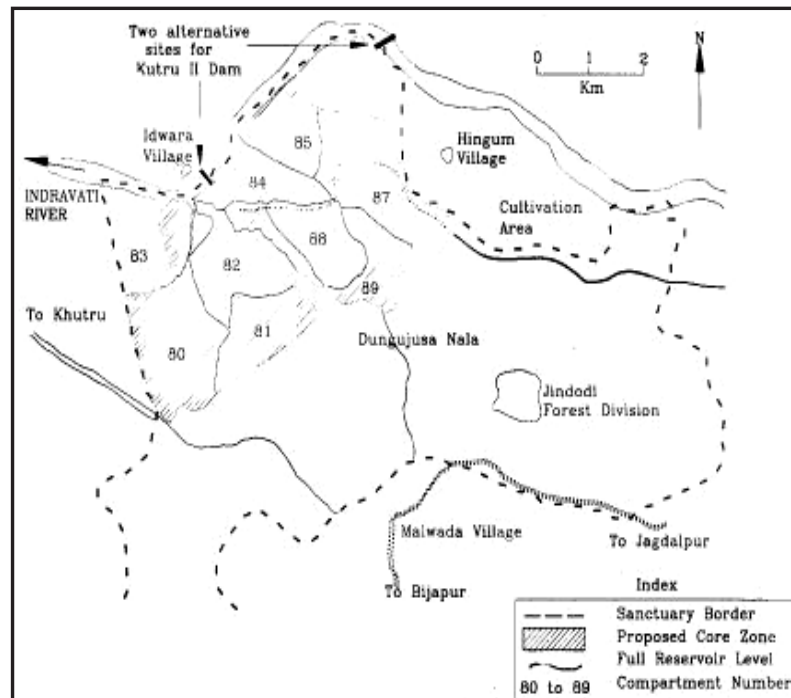 Two alternative
sites for
Kutru II Dam
0 1 2
Km
N
Idwara
Village
85
Hingum
Village
84
87
INDRAVATI
RIVER
Cultivation
Area
83
82
88
89
To Khutru
81
80
Dungujusa Nala
Jindodi
Forest Division
Malwada Village
To Jagdalpur
To Bijapur
Index
Sanctuary Border
Proposed Core Zone
Full Reservoir Level
80 to 89 Compartment Number